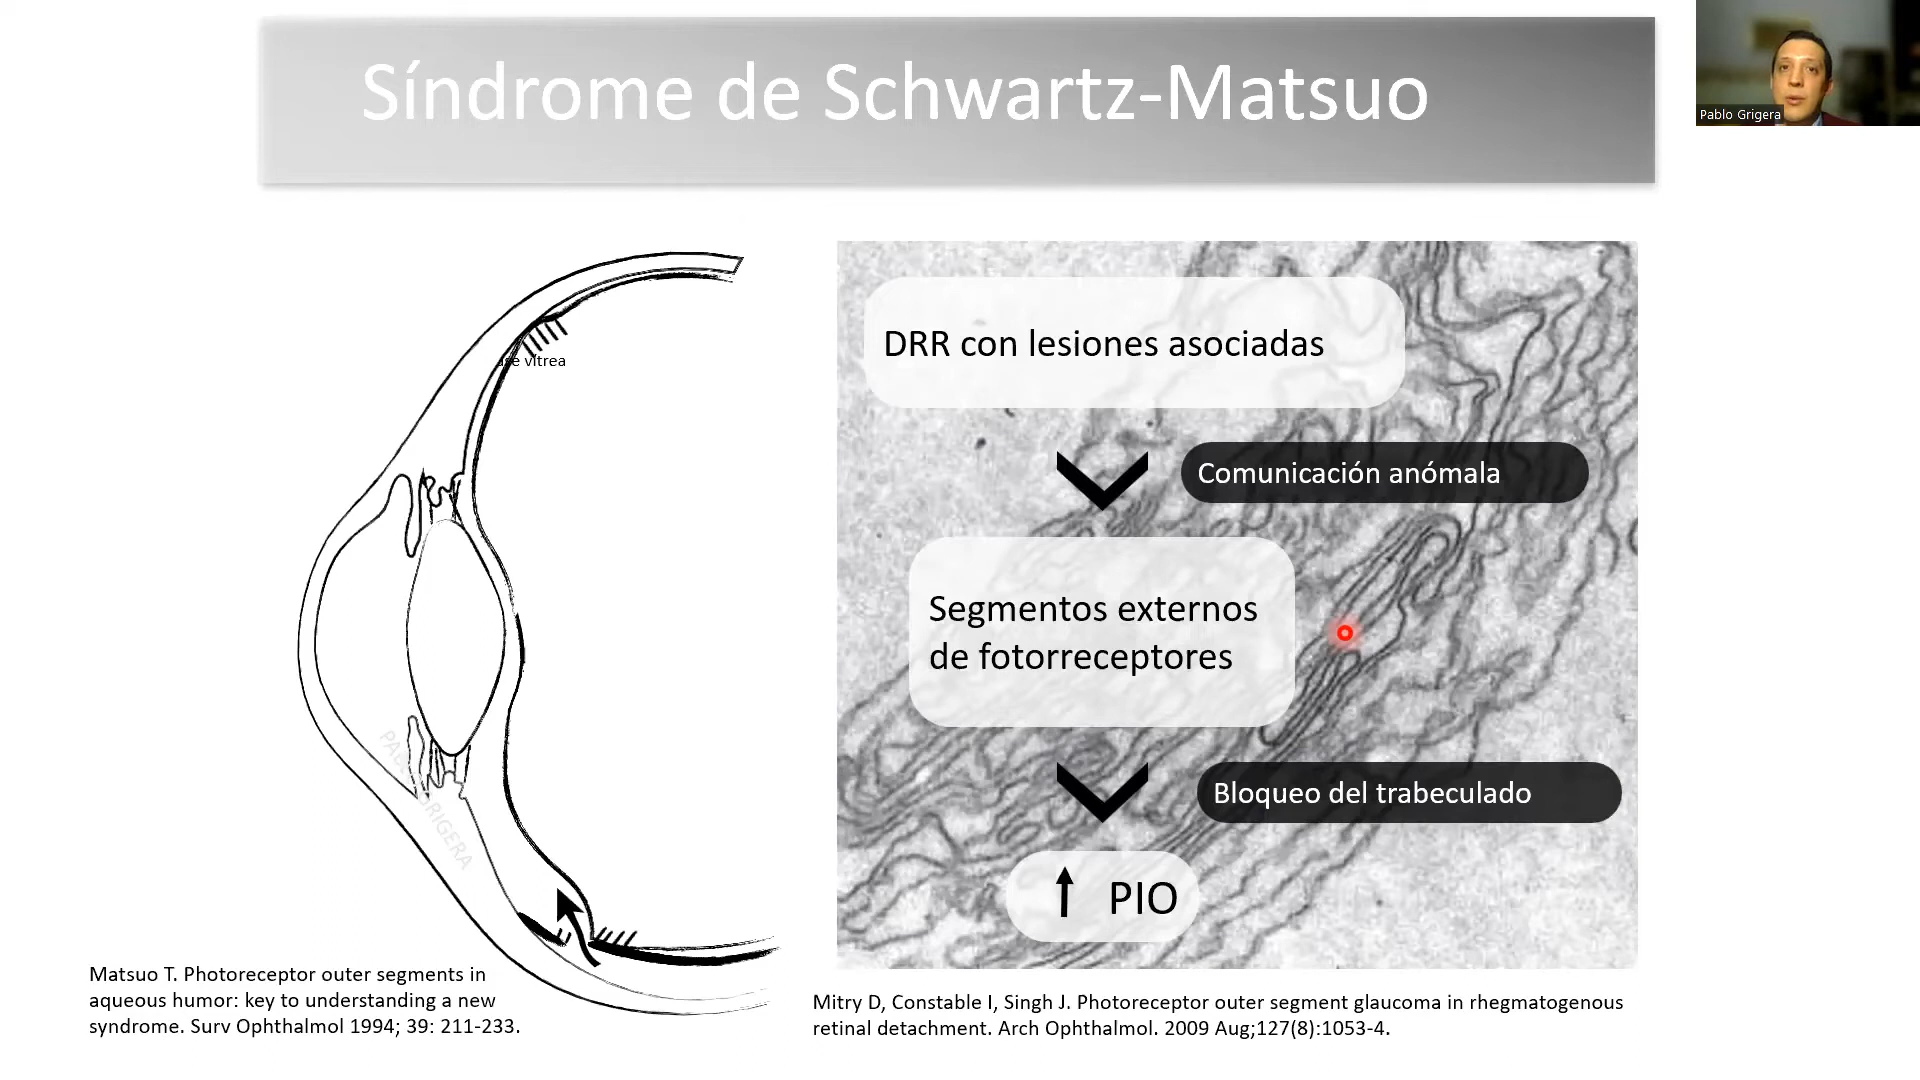 Síndrome de Schwartz-Matsuo
Pablo Grigera
vítrea
DRR con lesiones asociadas
Comunicación anómala
Segmentos externos
de fotorreceptores
Bloqueo del trabeculado
PIO
GRIGERA
Matsuo T. Photoreceptor outer segments in
aqueous humor: key to understanding a new
syndrome. Surv Ophthalmol 1994; 39: 211-233.
Mitry D, Constable I, Singh J. Photoreceptor outer segment glaucoma in rhegmatogenous
retinal detachment. Arch Ophthalmol. 2009 Aug;127(8):1053-4.